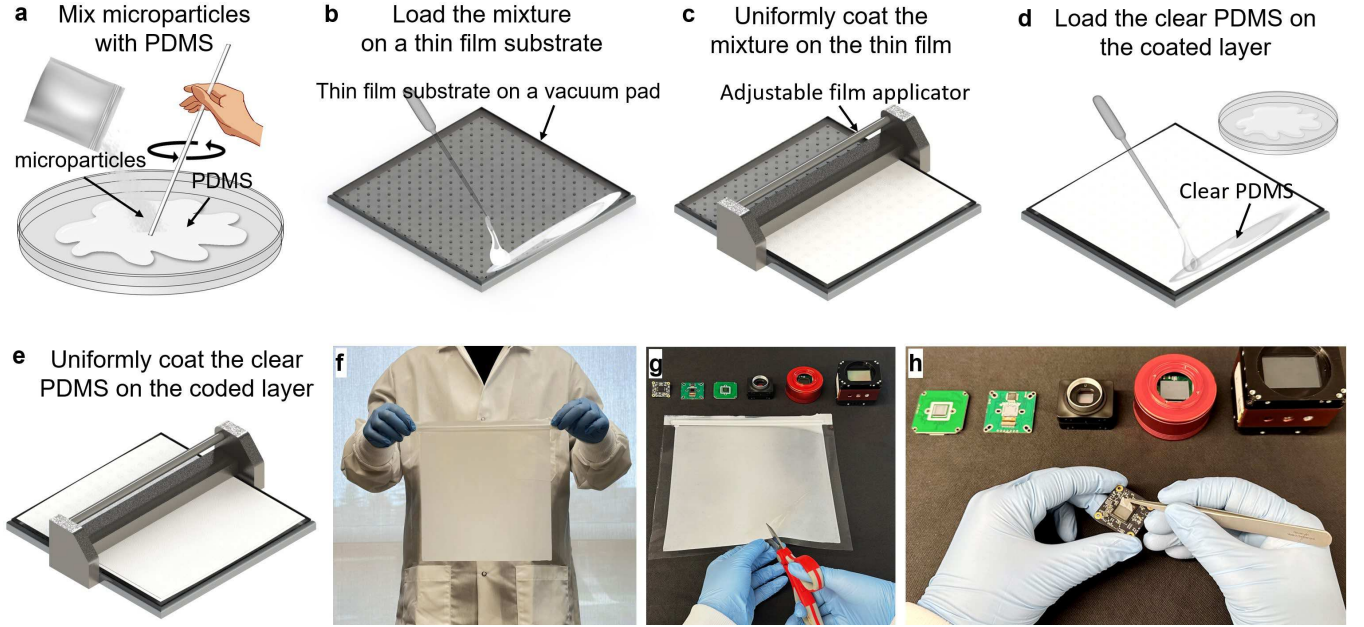 a Mix microparticles
with PDMS
microparticles
PDMS
b Load the mixture
on a thin film substrate
Thin film substrate on a vacuum pad
c Uniformly coat the
mixture on the thin film
Adjustable film applicator
d Load the clear PDMS on
the coated layer
Clear PDMS
e Uniformly coat the clear
PDMS on the coded layer
f
g
h